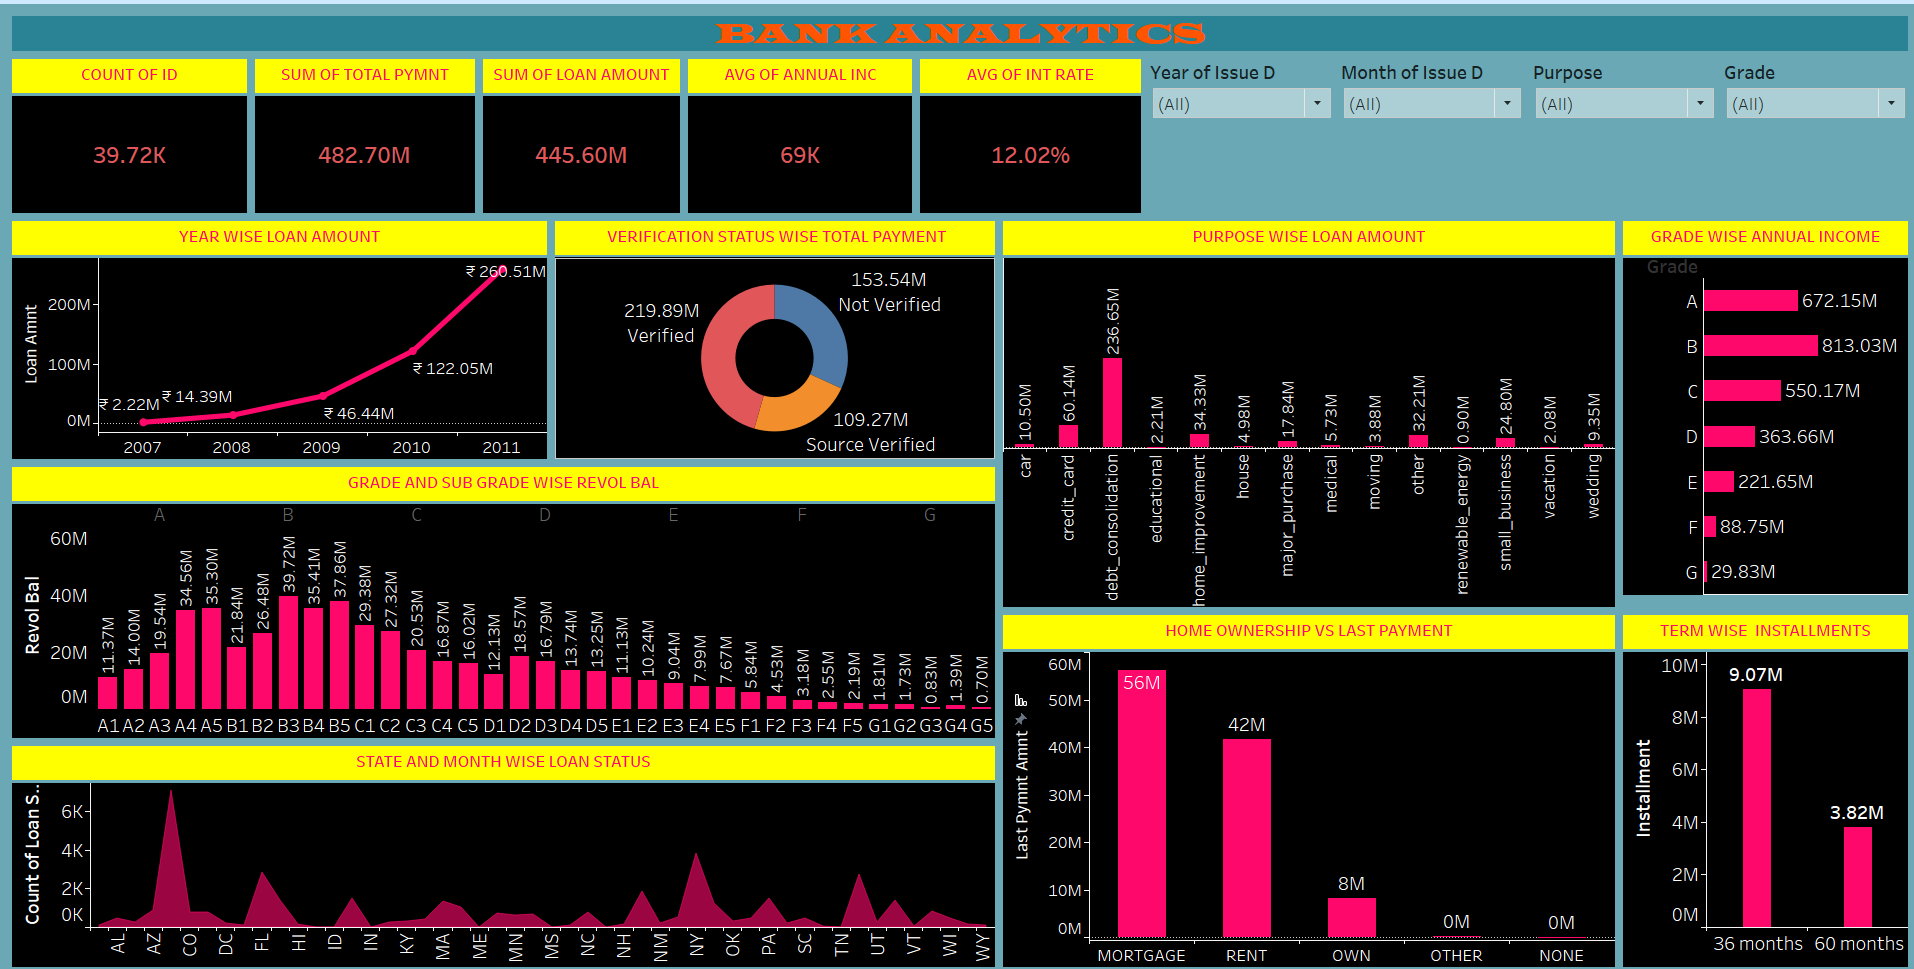 BANK ANALYTICS
COUNT OF ID
39.72K
SUM OF TOTAL PYMNT
482.70M
SUM OF LOAN AMOUNT
445.60M
AVG OF ANNUAL INC
69K
AVG OF INT RATE
12.02%
Year of Issue D
(All)
Month of Issue D
(All)
Purpose
(All)
Grade
(All)
YEAR WISE LOAN AMOUNT
Loan Amnt
200M
100M
0M
₹ 2.22M
₹ 14.39M
₹ 46.44M
₹ 122.05M
₹ 260.51M
2007 2008 2009 2010 2011
VERIFICATION STATUS WISE TOTAL PAYMENT
153.54M
Not Verified
219.89M
Verified
109.27M
Source Verified
PURPOSE WISE LOAN AMOUNT
10.50M 60.14M 236.65M 2.21M 34.33M 4.98M 17.84M 5.73M 3.88M 32.21M 0.90M 24.80M 2.08M 9.35M
car credit_card debt_consolidation educational home_improvement house major_purchase medical moving other renewable_energy small_business vacation wedding
GRADE WISE ANNUAL INCOME
Grade
A 672.15M
B 813.03M
C 550.17M
D 363.66M
E 221.65M
F 88.75M
G 29.83M
GRADE AND SUB GRADE WISE REVOL BAL
A B C D E F G
Revol Bal
60M
40M
20M
0M
11.37M 14.00M 19.54M 34.56M 35.30M 21.84M 26.48M 39.72M 35.41M 37.86M 29.38M 27.32M 20.53M 16.87M 16.02M 12.13M 18.57M 16.79M 13.74M 13.25M 11.13M 10.24M 9.04M 7.99M 7.67M 5.84M 4.53M 3.18M 2.55M 2.19M 1.81M 1.73M 0.83M 1.39M 0.70M
A1 A2 A3 A4 A5 B1 B2 B3 B4 B5 C1 C2 C3 C4 C5 D1 D2 D3 D4 D5 E1 E2 E3 E4 E5 F1 F2 F3 F4 F5 G1 G2 G3 G4 G5
STATE AND MONTH WISE LOAN STATUS
Count of Loan S..
6K
4K
2K
0K
AL AZ CO DC FL HI ID IN KY MA ME MN MS NC NH NM NY OK PA SC TN UT VT WI WY
HOME OWNERSHIP VS LAST PAYMENT
Last Pymnt Amnt
60M
50M
40M
30M
20M
10M
0M
56M
42M
8M
0M
0M
MORTGAGE RENT OWN OTHER NONE
TERM WISE INSTALLMENTS
Installment
10M
8M
6M
4M
2M
0M
9.07M
3.82M
36 months 60 months